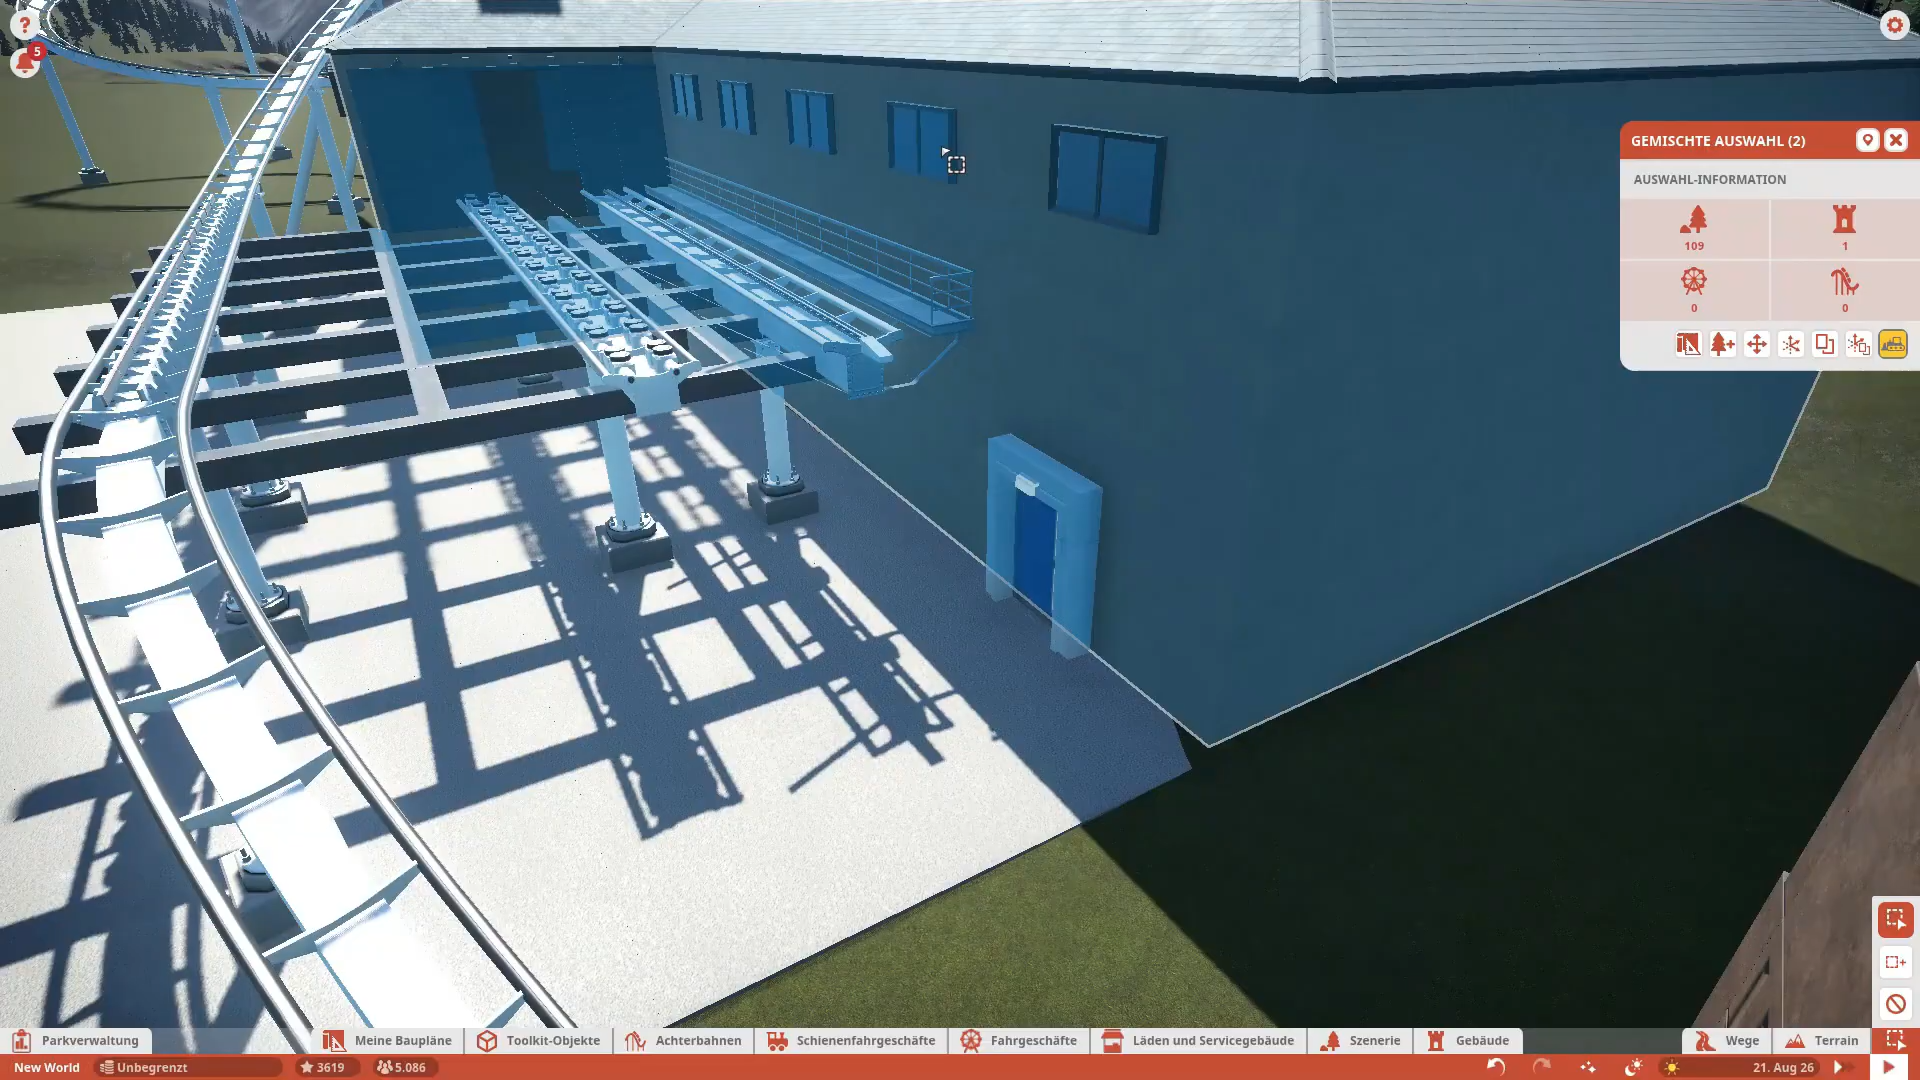 ?
5
GEMISCHTE AUSWAHL (2)
AUSWAHL-INFORMATION
109
1
0
0
Parkverwaltung
Meine Baupläne
Toolkit-Objekte
Achterbahnen
Schienenfahrgeschäfte
Fahrgeschäfte
Läden und Servicegebäude
Szenerie
Gebäude
Wege
Terrain
New World
Unbegrenzt
3619
5.086
21. Aug 26